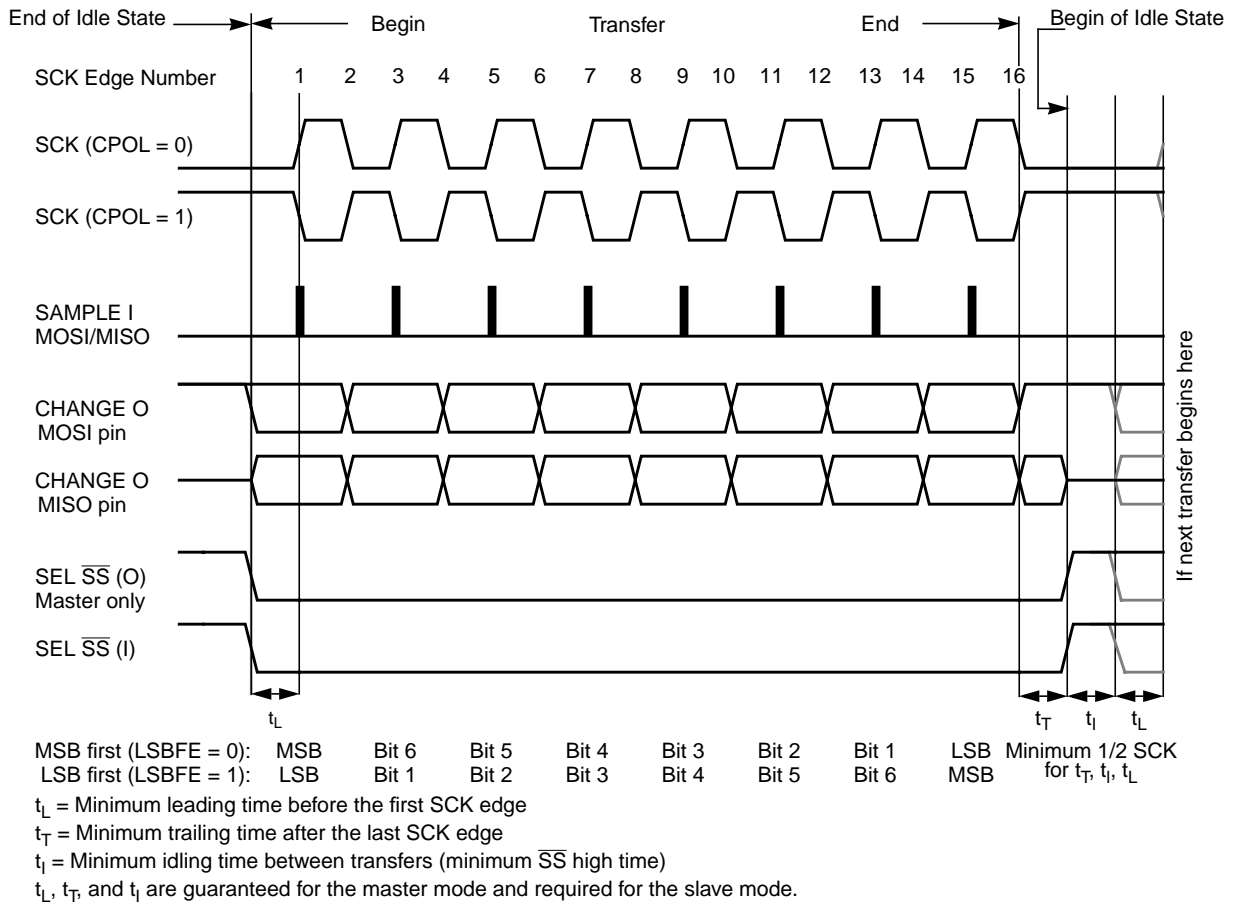 End of Idle State
Begin
Transfer
End
Begin of Idle State
SCK Edge Number
1 2 3 4 5 6 7 8 9 10 11 12 13 14 15 16
SCK (CPOL = 0)
SCK (CPOL = 1)
SAMPLE I
MOSI/MISO
CHANGE O
MOSI pin
CHANGE O
MISO pin
SEL S̅S̅ (O)
Master only
SEL S̅S̅ (I)
If next transfer begins here
tL
tT tI tL
MSB first (LSBFE = 0): MSB Bit 6 Bit 5 Bit 4 Bit 3 Bit 2 Bit 1 LSB
LSB first (LSBFE = 1): LSB Bit 1 Bit 2 Bit 3 Bit 4 Bit 5 Bit 6 MSB
Minimum 1/2 SCK
for tT, tI, tL
tL = Minimum leading time before the first SCK edge
tT = Minimum trailing time after the last SCK edge
tI = Minimum idling time between transfers (minimum S̅S̅ high time)
tL, tT, and tI are guaranteed for the master mode and required for the slave mode.